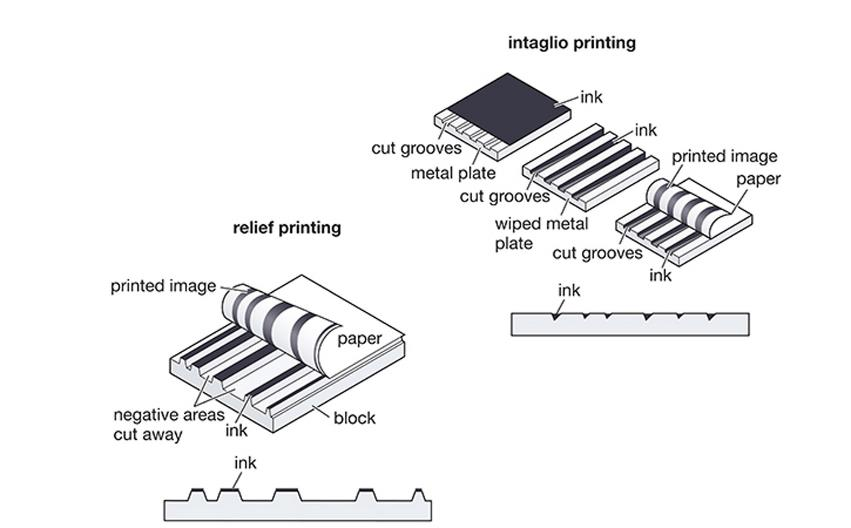 intaglio printing
ink
cut grooves
metal plate
ink
cut grooves
wiped metal
plate
printed image
paper
cut grooves
ink
ink
relief printing
printed image
paper
negative areas
cut away
ink
block
ink